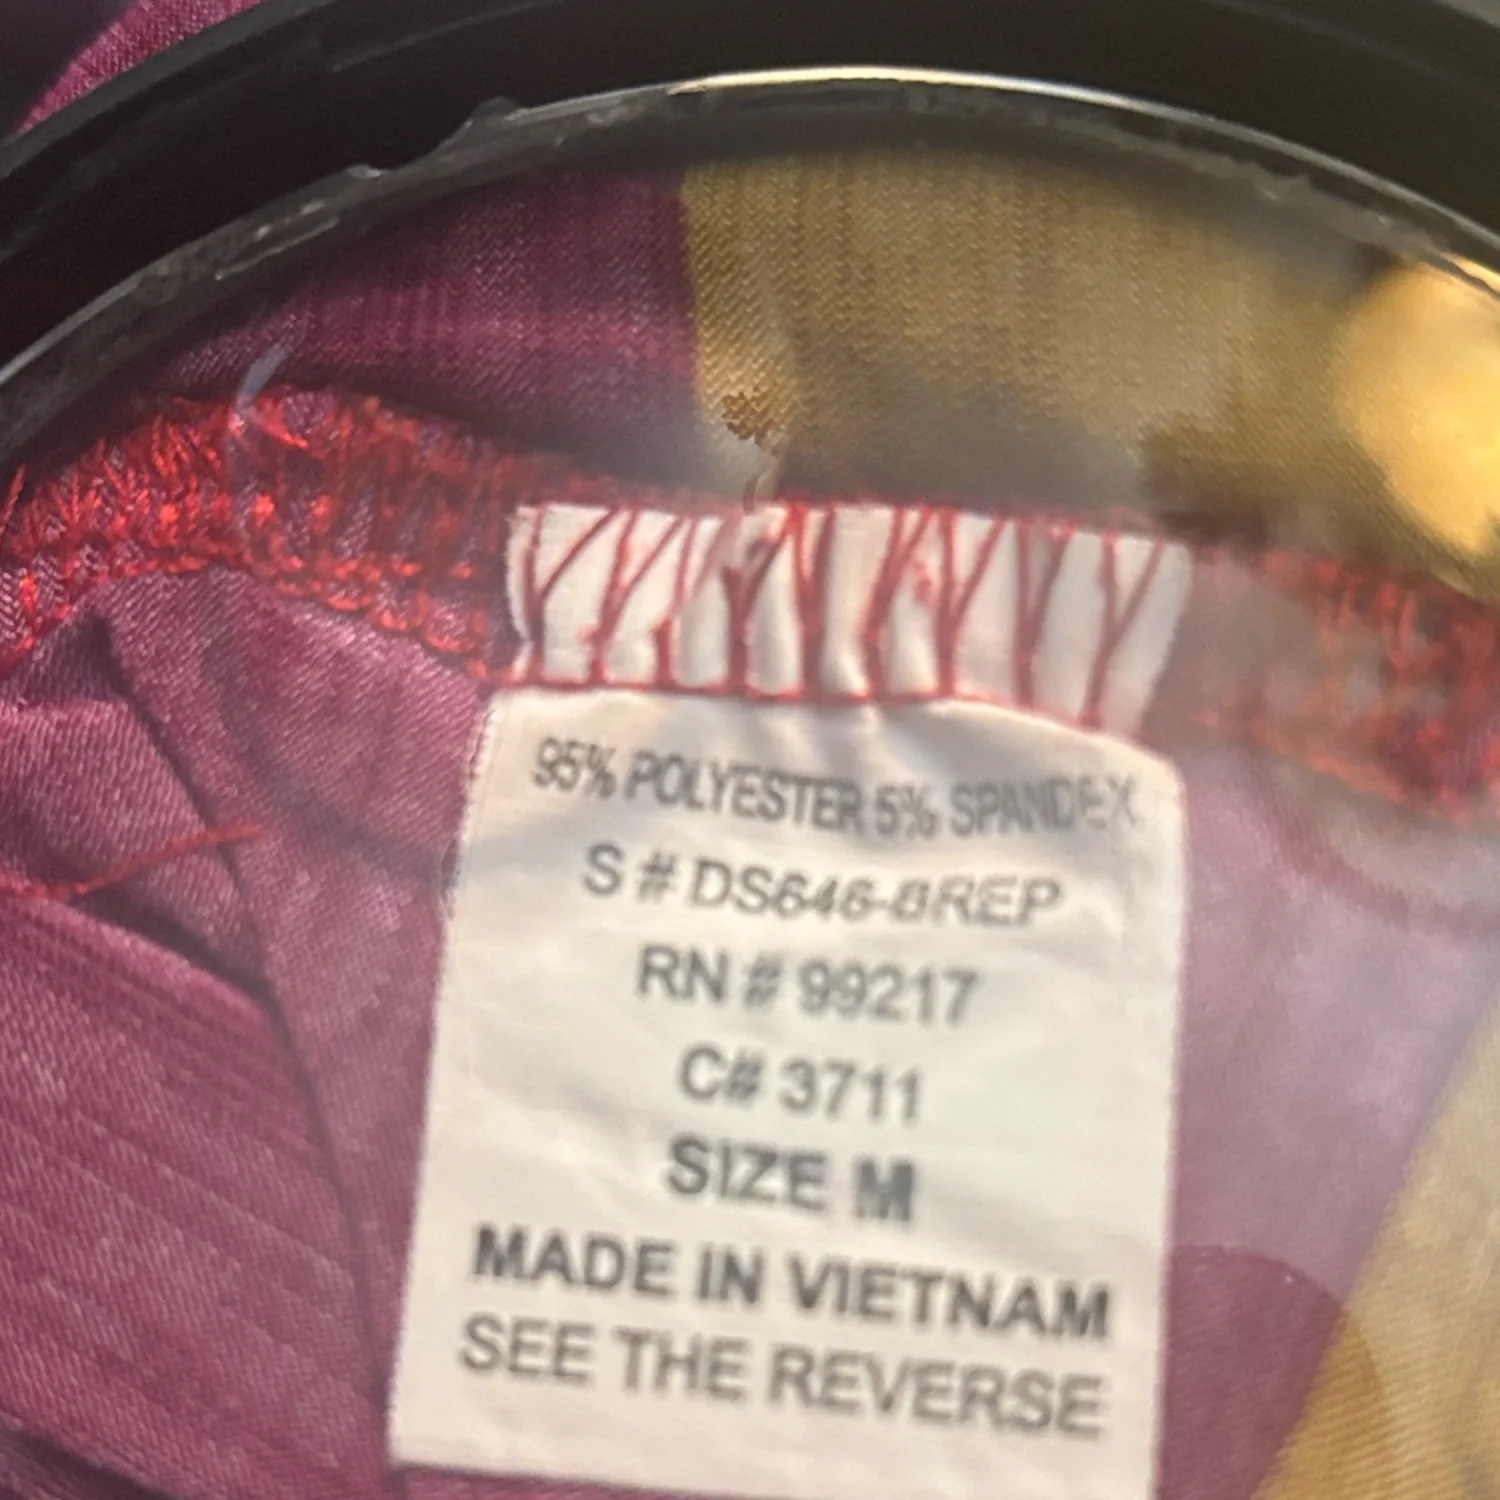 95% POLYESTER 5% SPANDEX
S # DS646-8REP
RN # 99217
C# 3711
SIZE M
MADE IN VIETNAM
SEE THE REVERSE